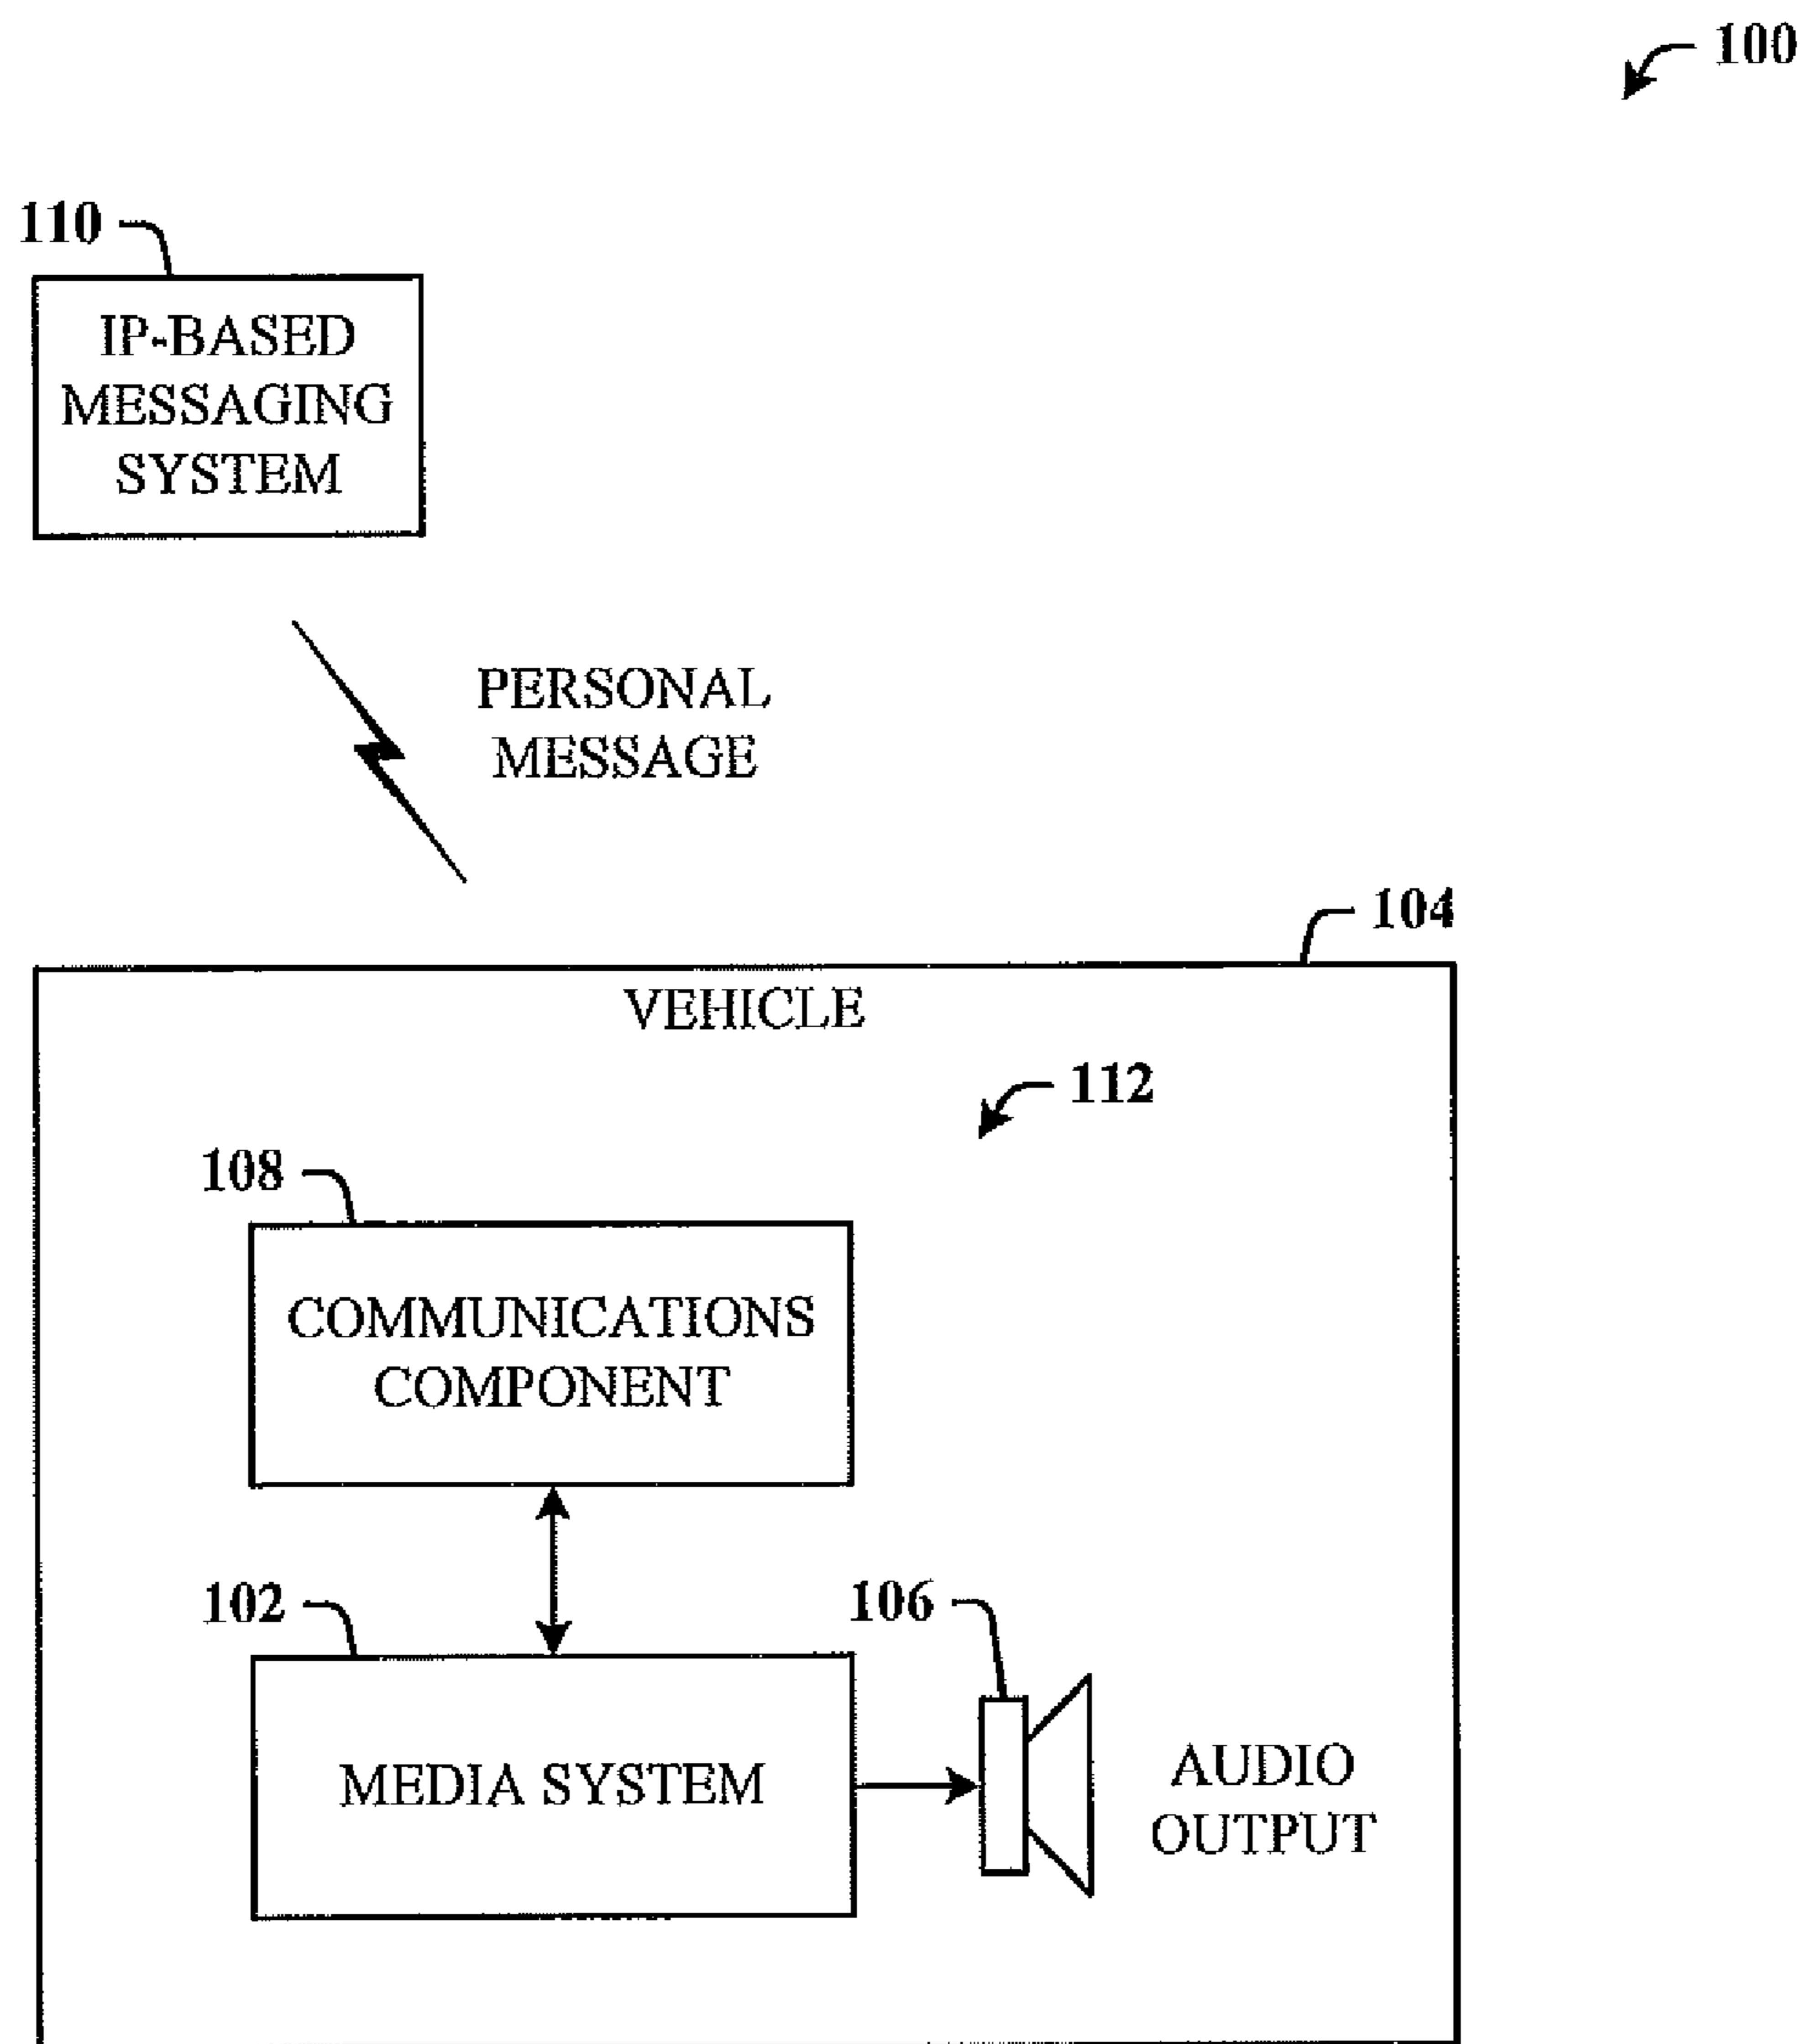 100
110
IP-BASED
MESSAGING
SYSTEM
PERSONAL
MESSAGE
104
VEHICLE
112
108
COMMUNICATIONS
COMPONENT
102
106
MEDIA SYSTEM
AUDIO
OUTPUT